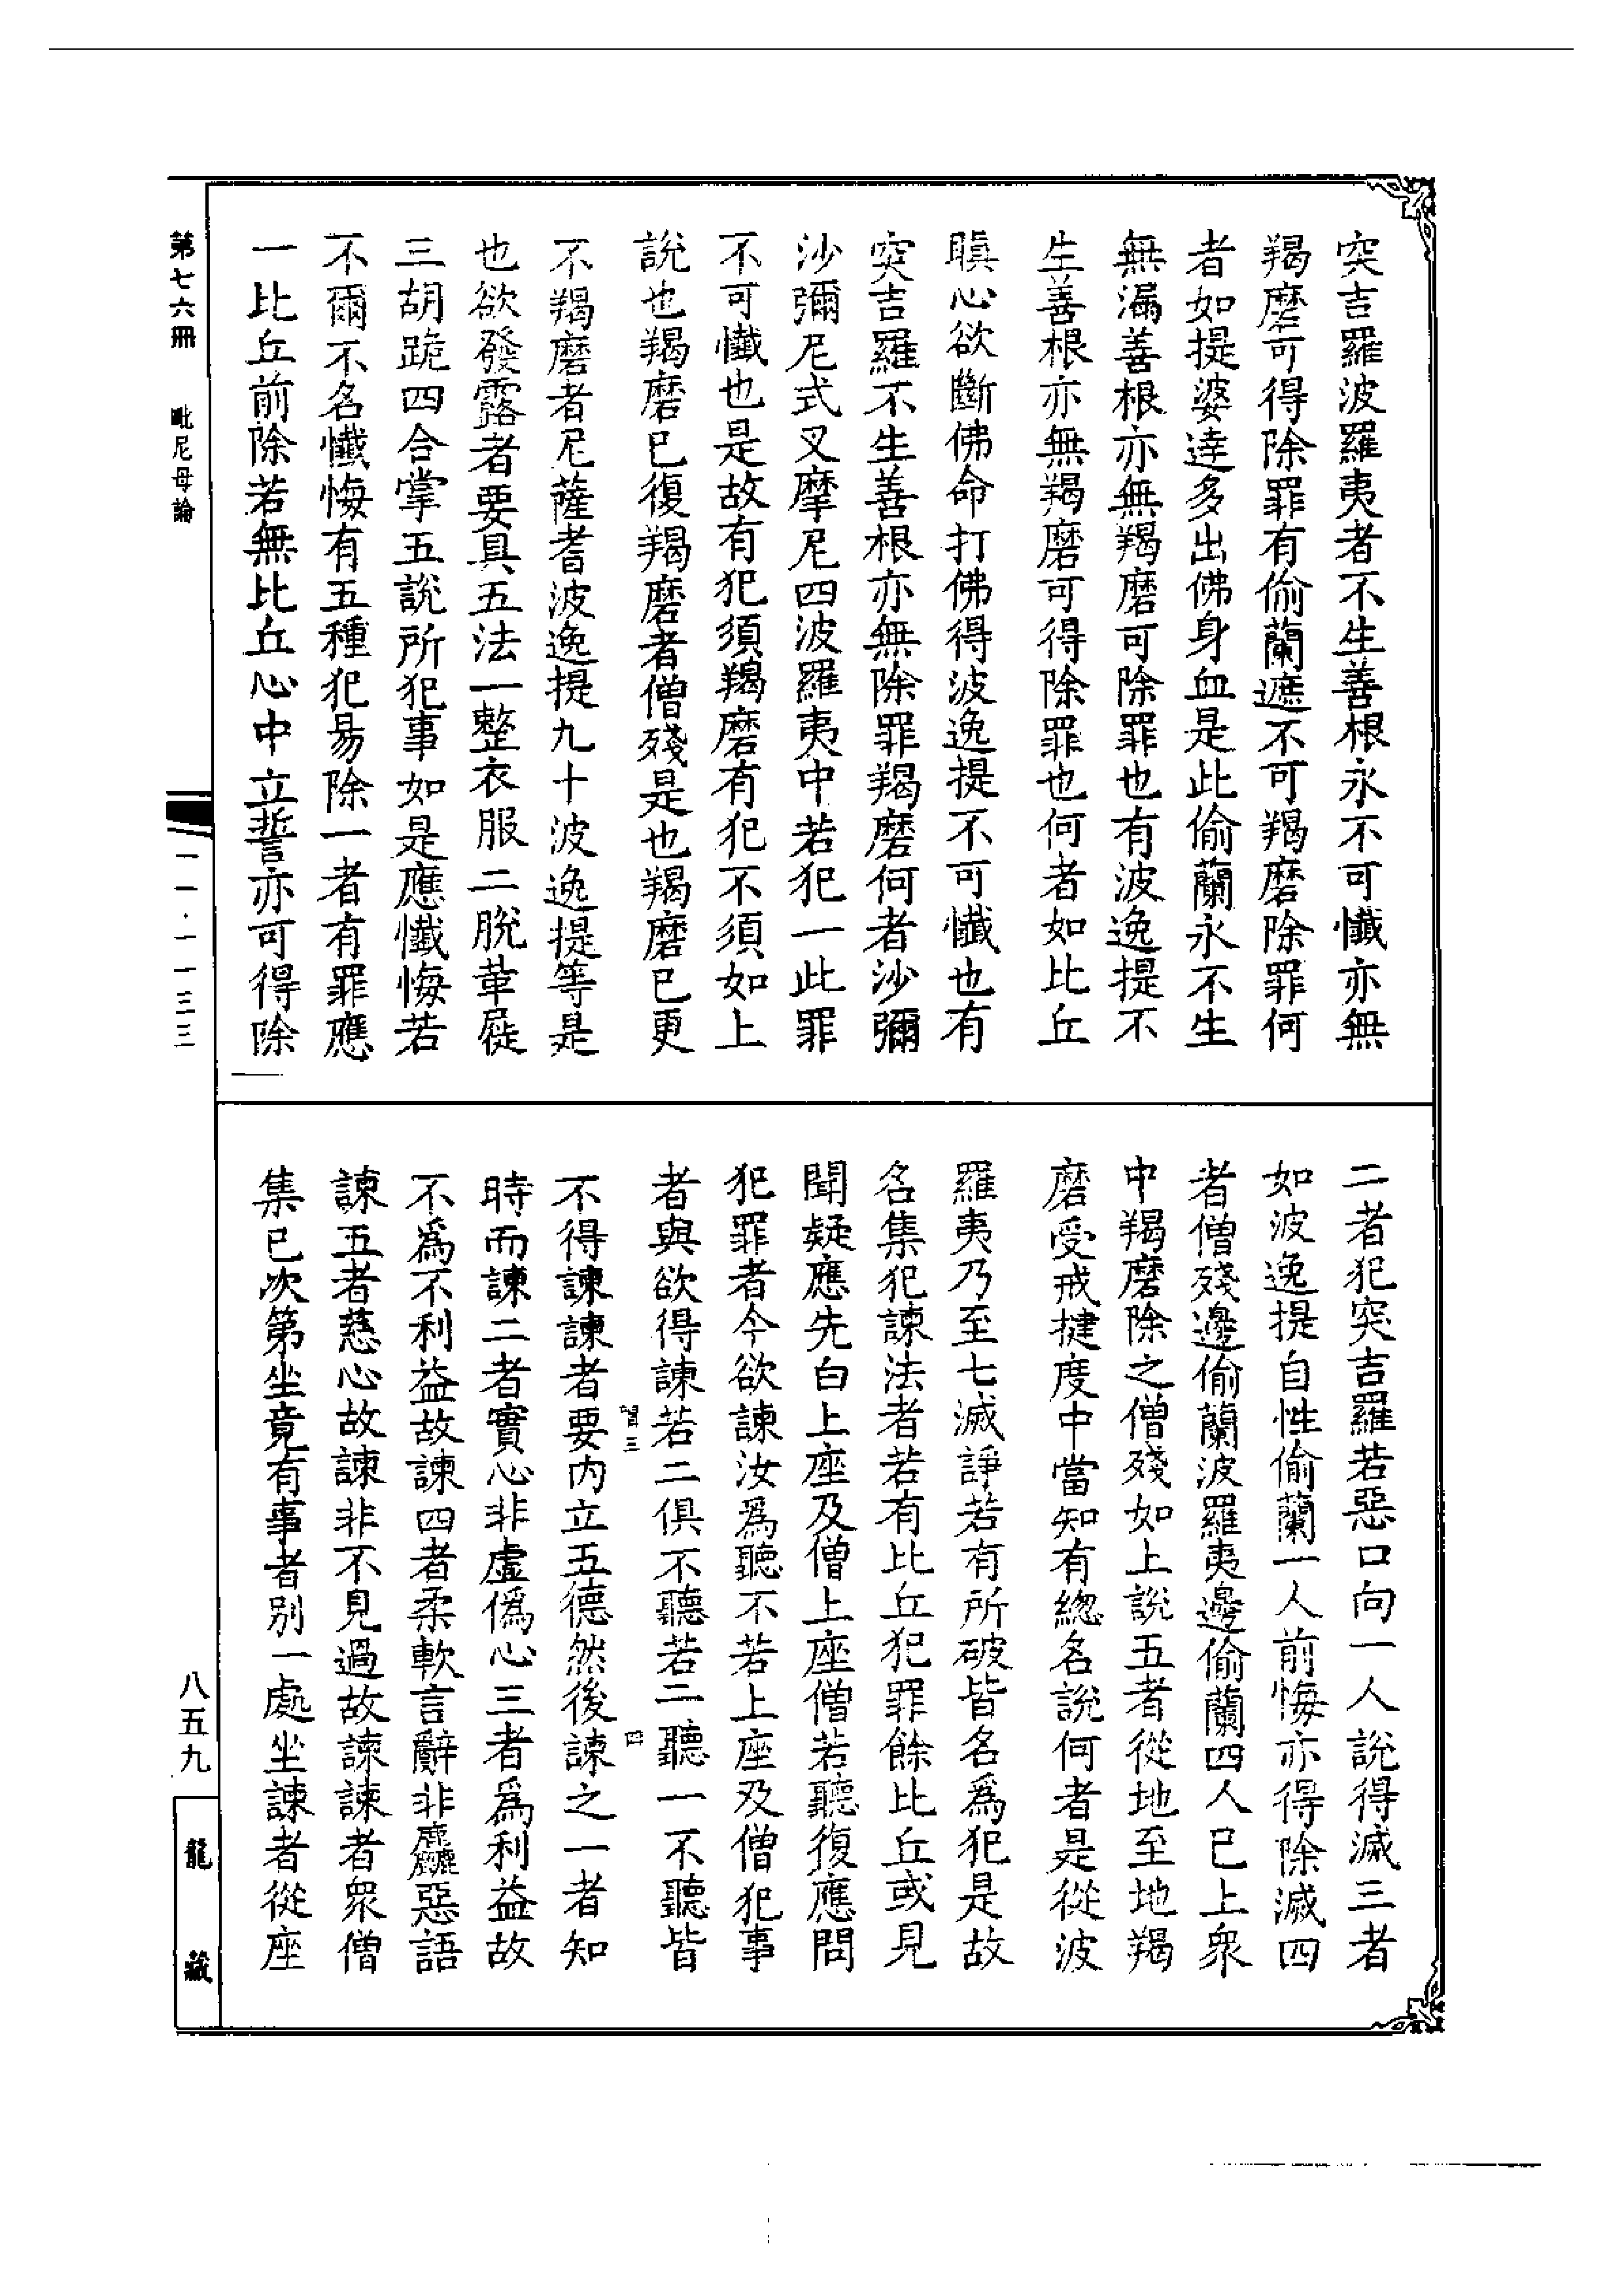 突吉羅波羅夷者不生善根永不可懺亦無
羯磨可得除罪有偷蘭遮不可羯磨除罪何
者如提婆達多出佛身血是此偷蘭永不生
無漏善根亦無羯磨可除罪也有波逸提不
生善根亦無羯磨可得除罪也何者如比丘
瞋心欲斷佛命打佛得波逸提不可懺也有
突吉羅不生善根亦無除罪羯磨何者沙彌
沙彌尼式叉摩尼四波羅夷中若犯一此罪
不可懺也是故有犯須羯磨有犯不須如上
說也羯磨已復羯磨者僧殘是也羯磨已更
不羯磨者尼薩耆波逸提九十波逸提等是
也欲發露者要具五法一整衣服二脫革屣
三胡跪四合掌五說所犯事如是應懺悔若
不爾不名懺悔有五種犯易除一者有罪應
一比丘前除若無比丘心中立誓亦可得除
二者犯突吉羅若惡口向一人說得滅三者
如波逸提自性偷蘭一人前悔亦得除滅四
者僧殘邊偷蘭波羅夷邊偷蘭四人已上衆
中羯磨除之僧殘如上說五者從地至地羯
磨受戒揵度中當知有總名說何者是從波
羅夷乃至七滅諍若有所破皆名為犯是故
名集犯諫法者若有比丘犯罪餘比丘或見
聞疑應先白上座及僧上座僧若聽復應問
犯罪者今欲諫汝為聽不若上座及僧犯事
者與欲得諫若二俱不聽若二聽一不聽皆
三 四
不得諫諫者要內立五德然後諫之一者知
時而諫二者實心非虛偽心三者為利益故
不為不利益故諫四者柔軟言辭非麤惡語
諫五者慈心故諫非不見過故諫諫者眾僧
集已次第坐竟有事者別一處坐諫者從座
第七六冊 毗尼母論
一一·一一三三
八五九
龍藏